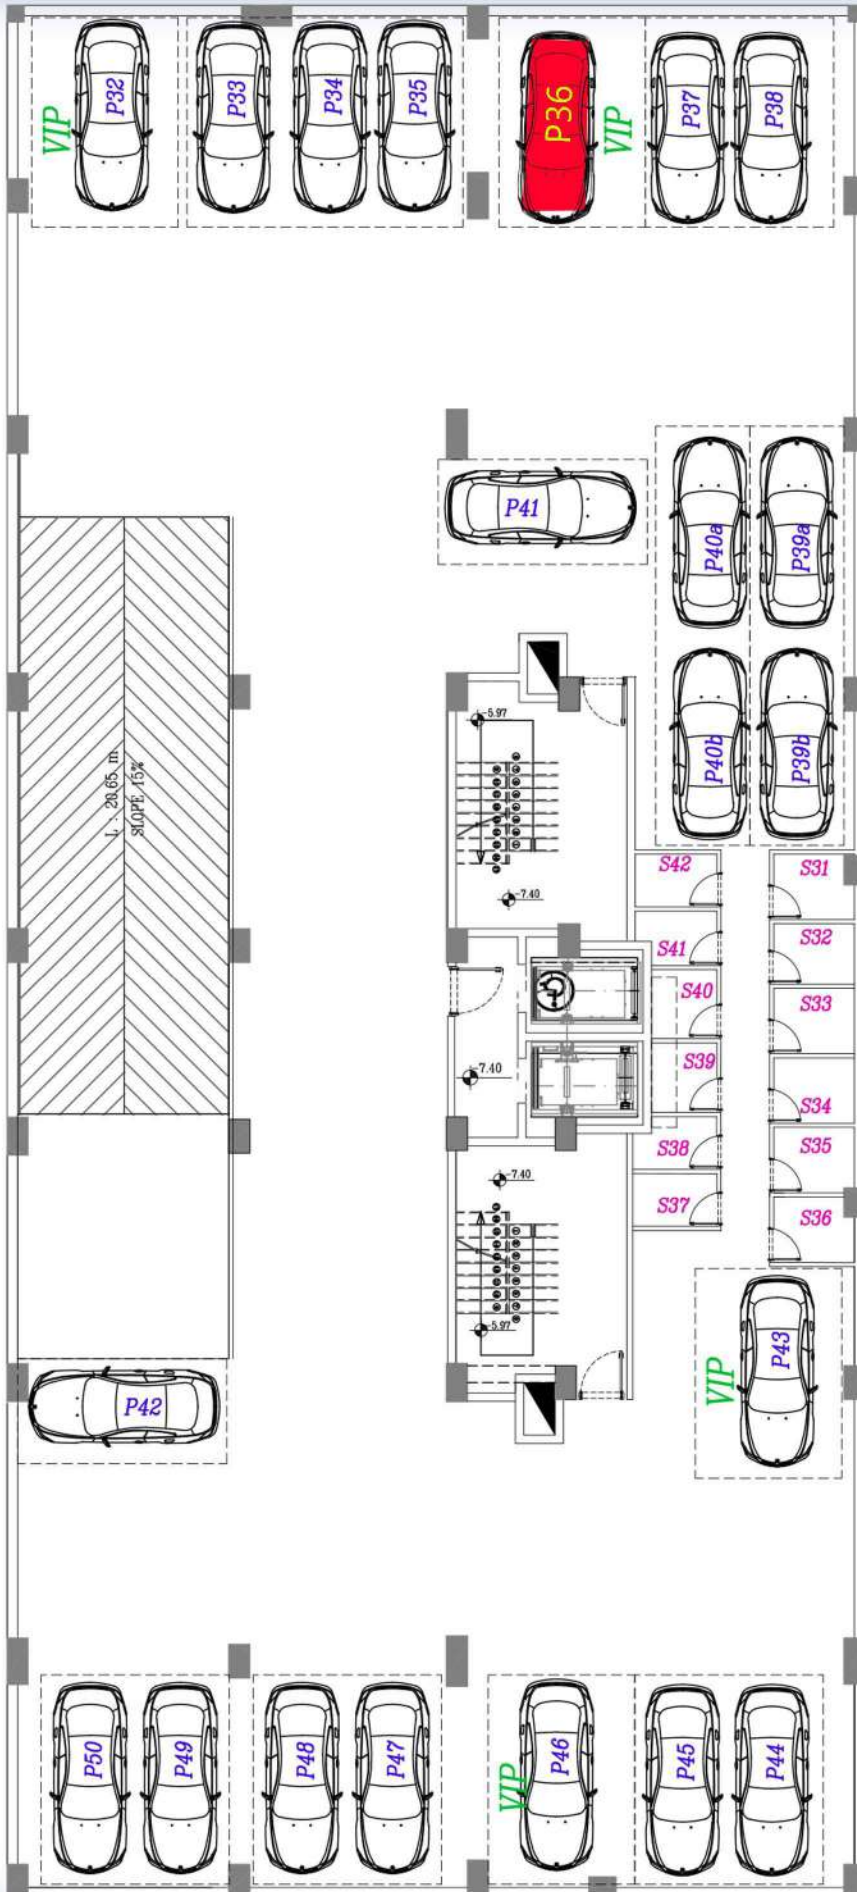 P32
VIP
P33
P34
P35
P36
VIP
P37
P38
P41
P40a
P39a
P40b
P39b
-5.97
L : 20.65 m
SLOPE 15%
-7.40
S42
S31
S41
S32
S40
S33
-7.40
S39
S34
S38
S35
-7.40
S37
S36
-5.97
P43
VIP
P42
P50
P49
P48
P47
P46
VIP
P45
P44